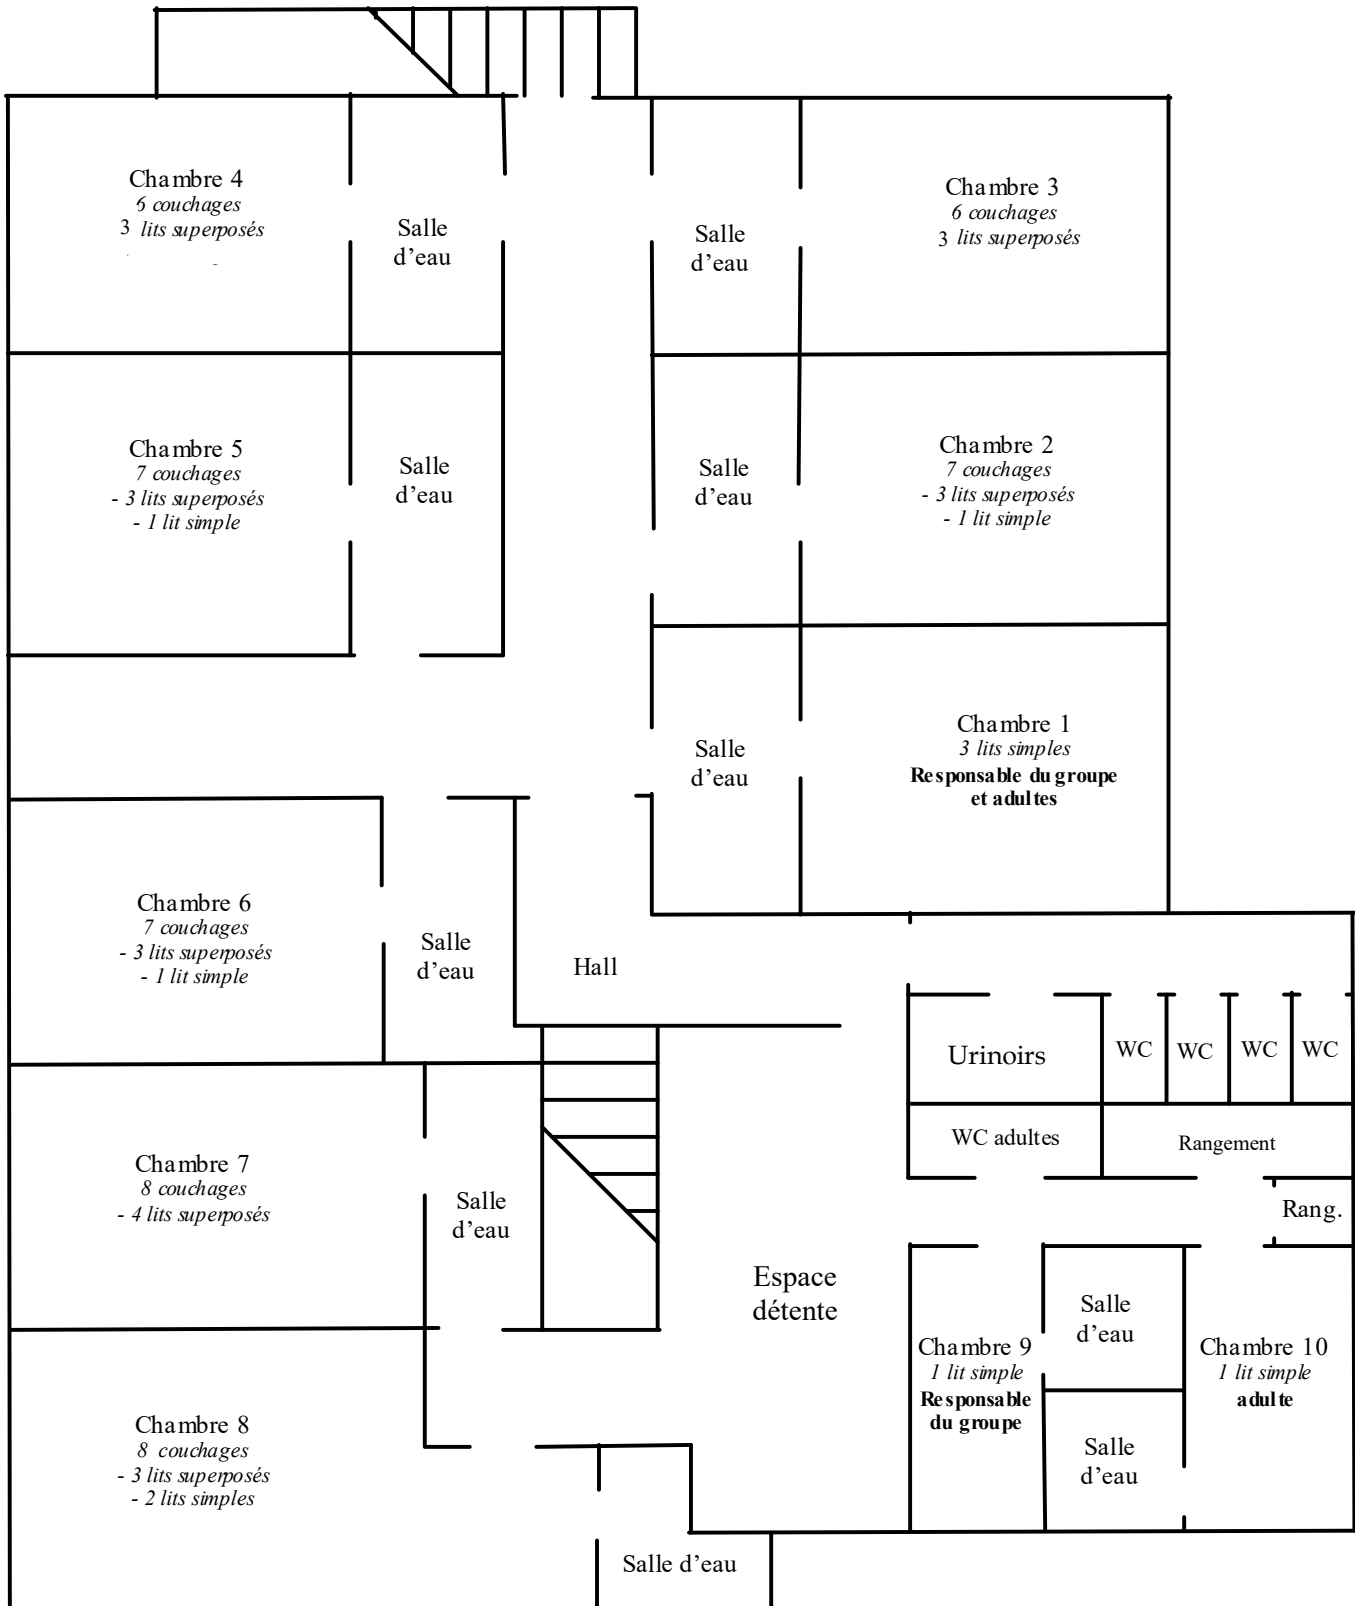 Chambre 4
6 couchages
3 lits superposés
Salle
d'eau
Salle
d'eau
Chambre 3
6 couchages
3 lits superposés
Chambre 5
7 couchages
- 3 lits superposés
- 1 lit simple
Salle
d'eau
Salle
d'eau
Chambre 2
7 couchages
- 3 lits superposés
- 1 lit simple
Salle
d'eau
Chambre 1
3 lits simples
Responsable du groupe
et adultes
Chambre 6
7 couchages
- 3 lits superposés
- 1 lit simple
Salle
d'eau
Hall
Urinoirs
WC
WC
WC
WC
WC adultes
Rangement
Rang.
Chambre 7
8 couchages
- 4 lits superposés
Salle
d'eau
Espace
détente
Salle
d'eau
Chambre 9
1 lit simple
Responsable
du groupe
Chambre 10
1 lit simple
adulte
Salle
d'eau
Chambre 8
8 couchages
- 3 lits superposés
- 2 lits simples
Salle d'eau